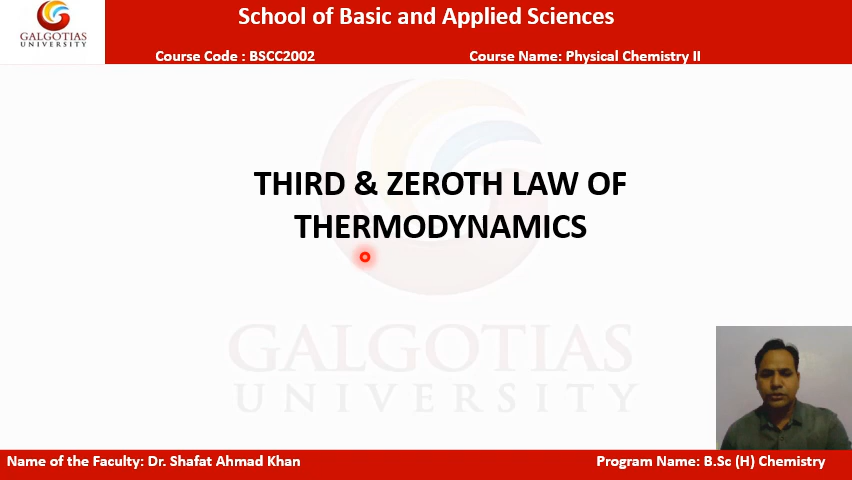 School of Basic and Applied Sciences
GALGOTIAS
UNIVERSITY
Course Code : BSCC2002
Course Name: Physical Chemistry II
THIRD & ZEROTH LAW OF
THERMODYNAMICS
GALGOTIAS
UNIVERSITY
Name of the Faculty: Dr. Shafat Ahmad Khan
Program Name: B.Sc (H) Chemistry